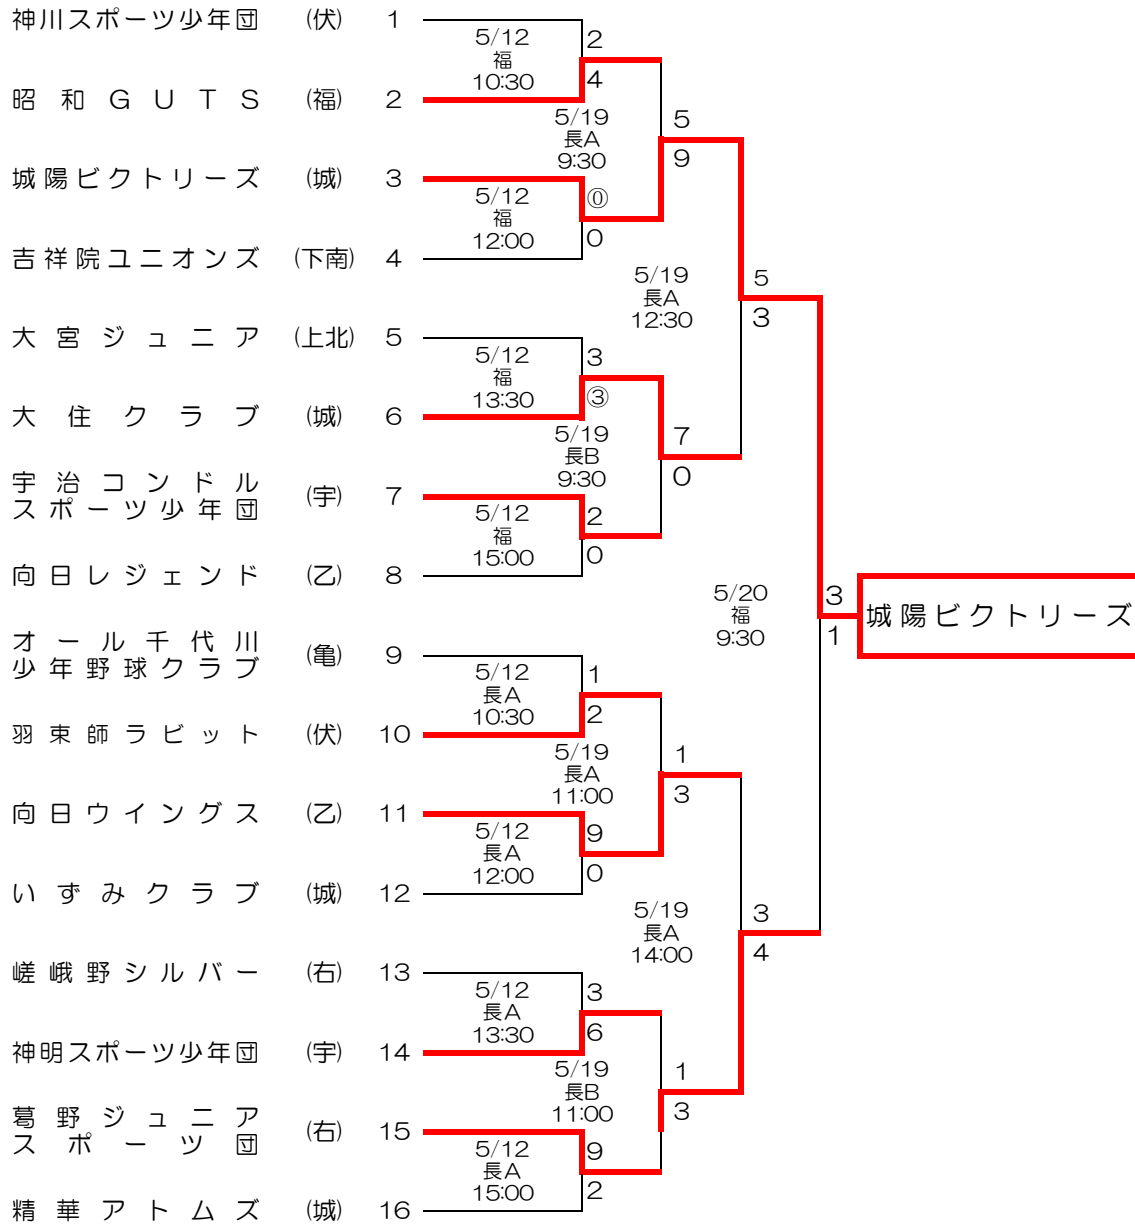 神川スポーツ少年団 (伏) 1
5/12
福
10:30
2
4
昭和GUTS (福) 2
5/19
長A
9:30
5
9
城陽ビクトリーズ (城) 3
5/12
福
12:00
⓪
0
吉祥院ユニオンズ (下南) 4
5/19
長A
12:30
5
3
大宮ジュニア (上北) 5
5/12
福
13:30
3
③
大住クラブ (城) 6
5/19
長B
9:30
7
0
宇治コンドル
スポーツ少年団 (宇) 7
5/12
福
15:00
2
0
向日レジェンド (乙) 8
5/20
福
9:30
3
1
城陽ビクトリーズ
オール千代川
少年野球クラブ (亀) 9
5/12
長A
10:30
1
2
羽束師ラビット (伏) 10
5/19
長A
11:00
1
3
向日ウイングス (乙) 11
5/12
長A
12:00
9
0
いずみクラブ (城) 12
5/19
長A
14:00
3
4
嵯峨野シルバー (右) 13
5/12
長A
13:30
3
6
神明スポーツ少年団 (宇) 14
5/19
長B
11:00
1
3
葛野ジュニア
スポーツ団 (右) 15
5/12
長A
15:00
9
2
精華アトムズ (城) 16